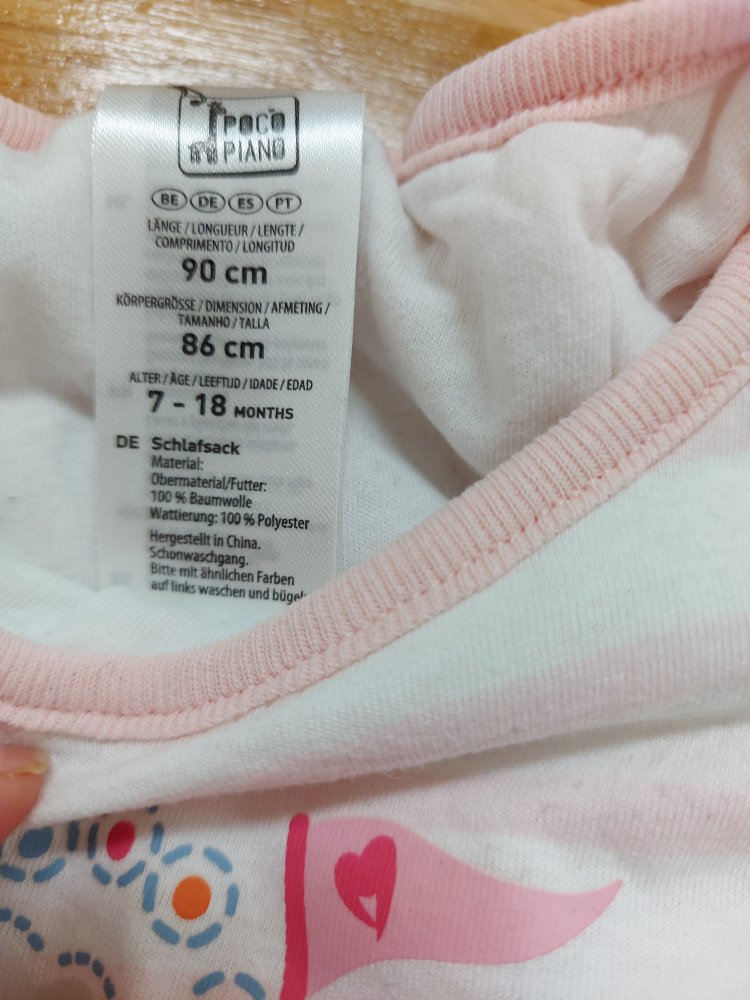 POCO
PIANO
BE DE ES PT
LÄNGE / LONGUEUR / LENGTE /
COMPRIMENTO / LONGITUD
90 cm
KÖRPERGRÖSSE / DIMENSION / AFMETING /
TAMANHO / TALLA
86 cm
ALTER / ÂGE / LEEFTIJD / IDADE / EDAD
7 - 18 MONTHS
DE Schlafsack
Material:
Obermaterial/Futter:
100 % Baumwolle
Wattierung: 100 % Polyester
Hergestellt in China.
Schonwaschgang.
Bitte mit ähnlichen Farben
auf links waschen und